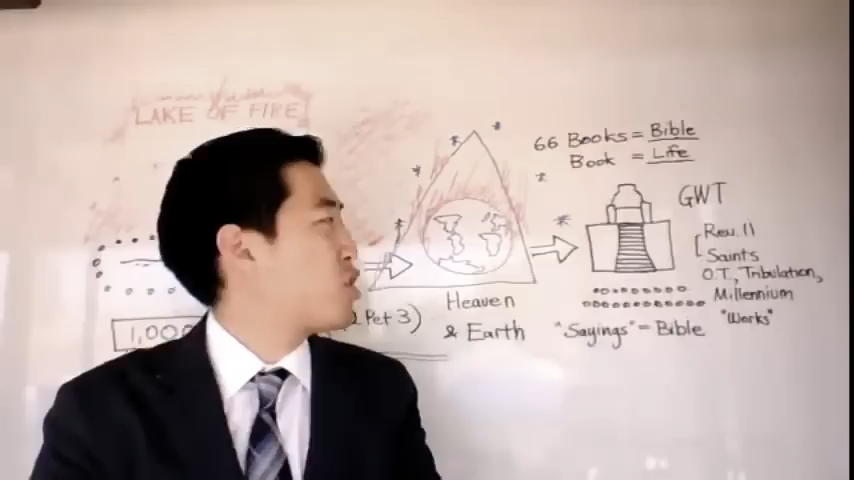 LAKE OF FIRE
66 Books = Bible
Book = Life
GWT
Rev. 11
Saints
O.T., Tribulation,
Millennium
"Works"
"Sayings" = Bible
Heaven
& Earth
2 Pet 3)
1,000